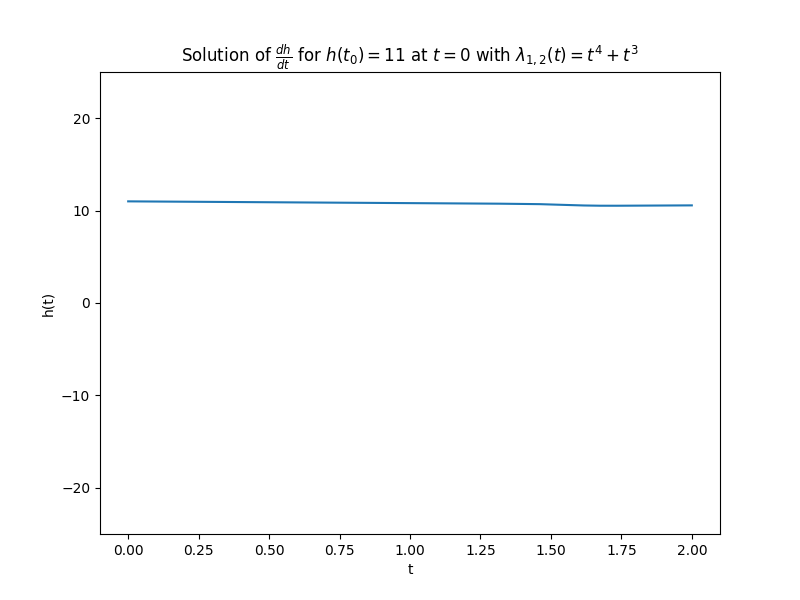 Solution of $\frac{dh}{dt}$ for $h(t_0) = 11$ at $t = 0$ with $\lambda_{1,2}(t) = t^4 + t^3$
20
10
0
−10
−20
h(t)
0.00 0.25 0.50 0.75 1.00 1.25 1.50 1.75 2.00
t